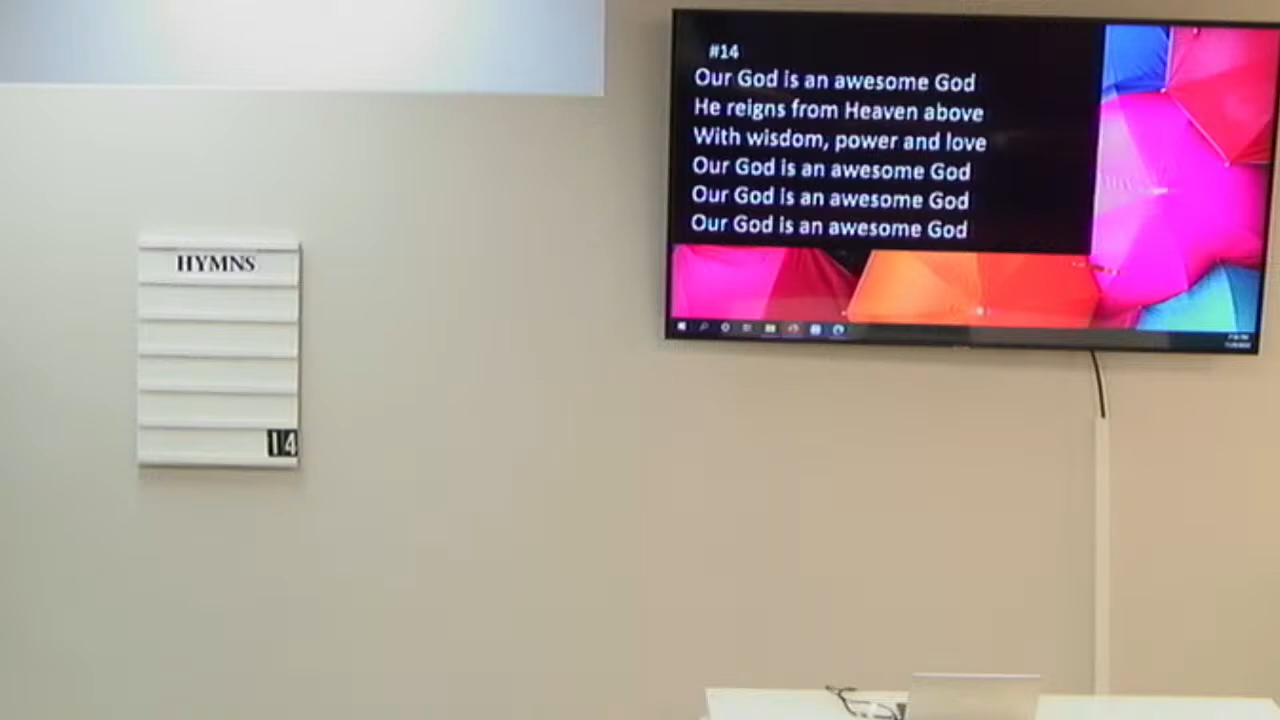 #14
Our God is an awesome God
He reigns from Heaven above
With wisdom, power and love
Our God is an awesome God
Our God is an awesome God
Our God is an awesome God
HYMNS
14